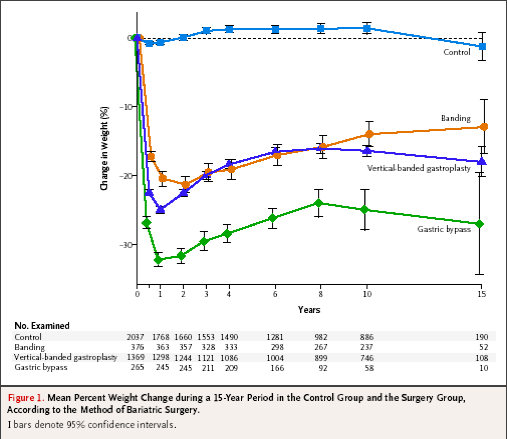 0
Control
-10
Banding
Change in Weight (%)
Vertical-banded gastroplasty
-20
Gastric bypass
-30
0 1 2 3 4 6 8 10 15
Years
No. Examined
Control 2037 1768 1660 1553 1490 1281 982 886 190
Banding 376 363 357 328 333 298 267 237 52
Vertical-banded gastroplasty 1369 1298 1244 1121 1086 1004 899 746 108
Gastric bypass 265 245 245 211 209 166 92 58 10
Figure 1. Mean Percent Weight Change during a 15-Year Period in the Control Group and the Surgery Group,
According to the Method of Bariatric Surgery.
I bars denote 95% confidence intervals.